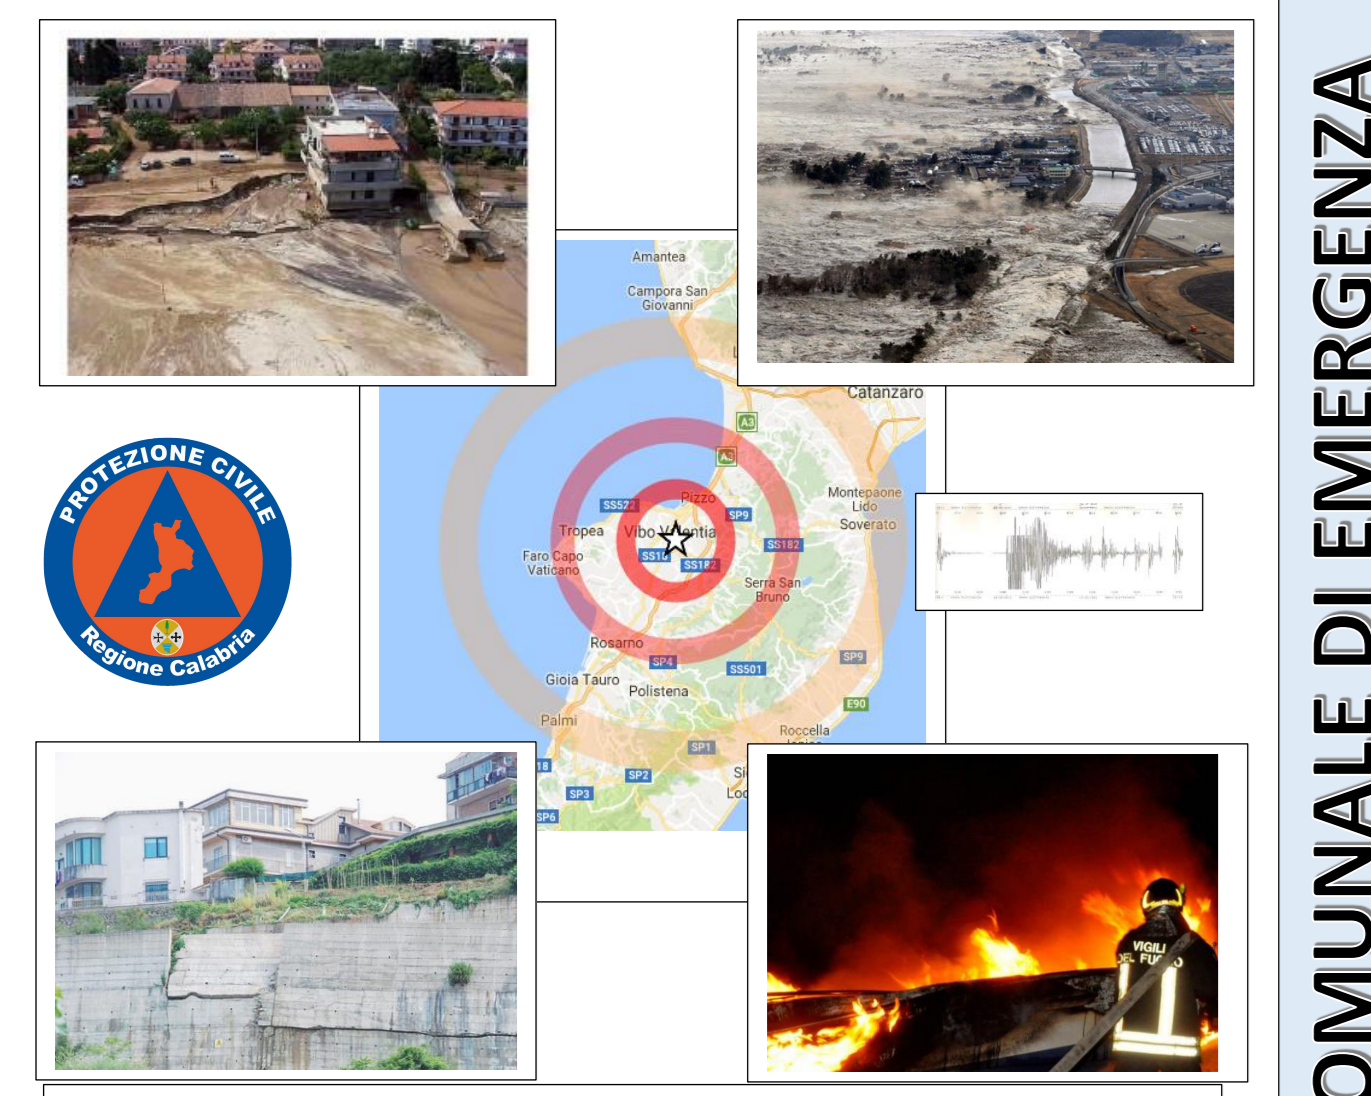 Amantea
Campora San
Giovanni
Catanzaro
A3
A3
Pizzo
SS522
SP9
Montepaone
Lido
Soverato
Tropea
Vibo Valentia
SS182
SS18
SS182
Faro Capo
Vaticano
Serra San
Bruno
Rosarno
SP4
SS501
SP9
Gioia Tauro
Polistena
E90
Palmi
Roccella
SP1
18
SP2
SP3
SP6
PROTEZIONE CIVILE
Regione Calabria
VIGILI
DEL FUOCO
OMUNALE DI EMERGENZA